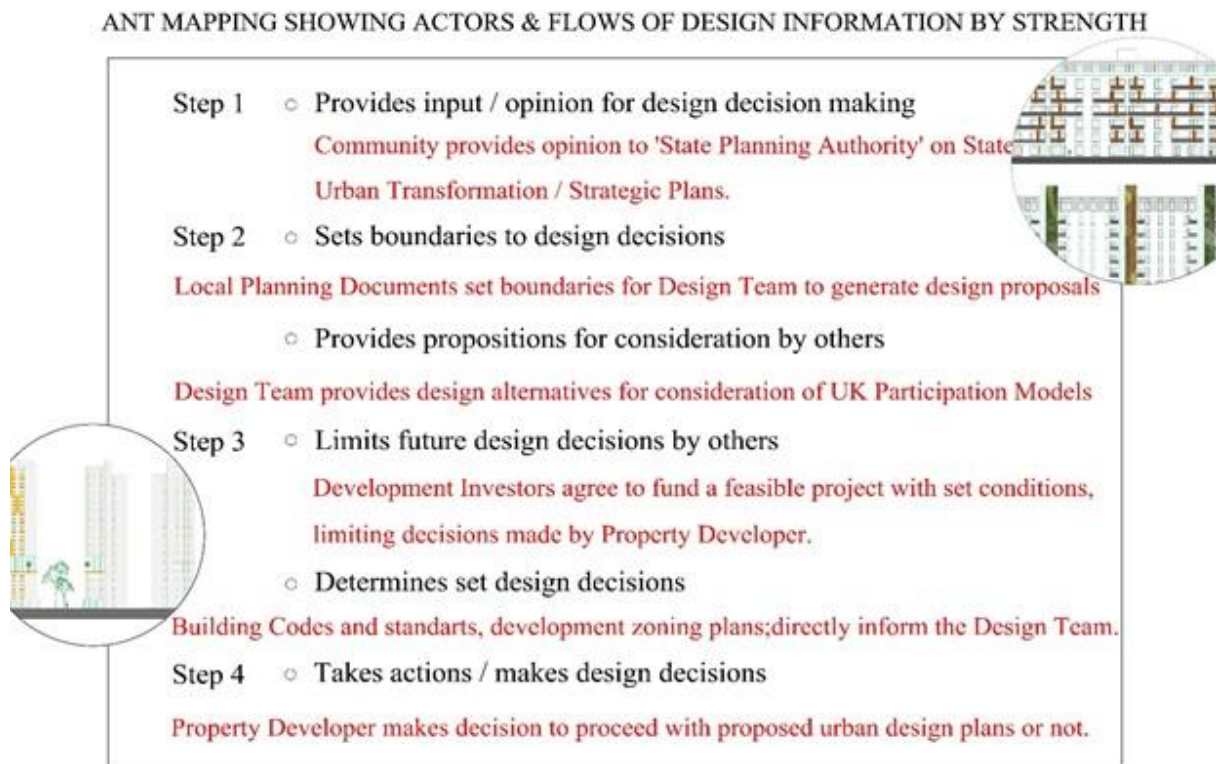 ANT MAPPING SHOWING ACTORS & FLOWS OF DESIGN INFORMATION BY STRENGTH
Step 1 ○ Provides input / opinion for design decision making
Community provides opinion to 'State Planning Authority' on State
Urban Transformation / Strategic Plans.
Step 2 ○ Sets boundaries to design decisions
Local Planning Documents set boundaries for Design Team to generate design proposals
○ Provides propositions for consideration by others
Design Team provides design alternatives for consideration of UK Participation Models
Step 3 ○ Limits future design decisions by others
Development Investors agree to fund a feasible project with set conditions,
limiting decisions made by Property Developer.
○ Determines set design decisions
Building Codes and standarts, development zoning plans;directly inform the Design Team.
Step 4 ○ Takes actions / makes design decisions
Property Developer makes decision to proceed with proposed urban design plans or not.